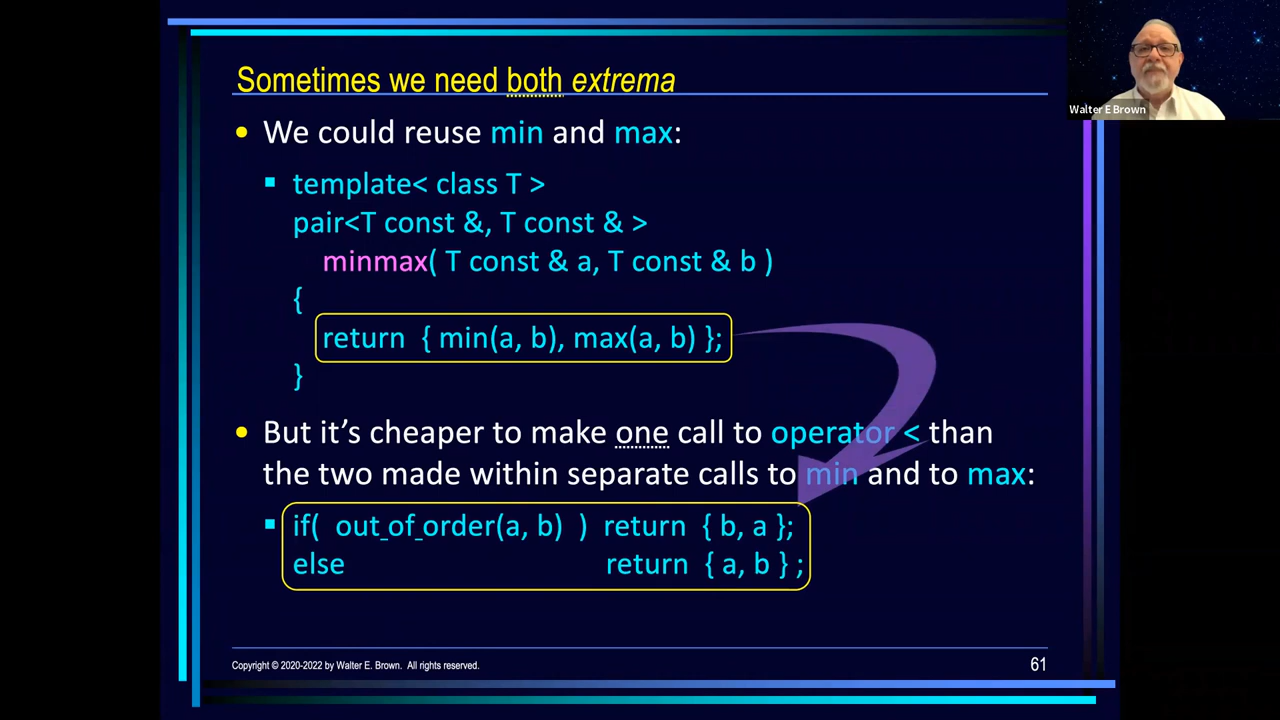 Sometimes we need both extrema
Walter E Brown
• We could reuse min and max:
▪ template< class T >
pair<T const &, T const & >
minmax( T const & a, T const & b )
{
return { min(a, b), max(a, b) };
}
• But it’s cheaper to make one call to operator < than
the two made within separate calls to min and to max:
▪ if( out_of_order(a, b) ) return { b, a };
else return { a, b } ;
Copyright © 2020-2022 by Walter E. Brown. All rights reserved.
61